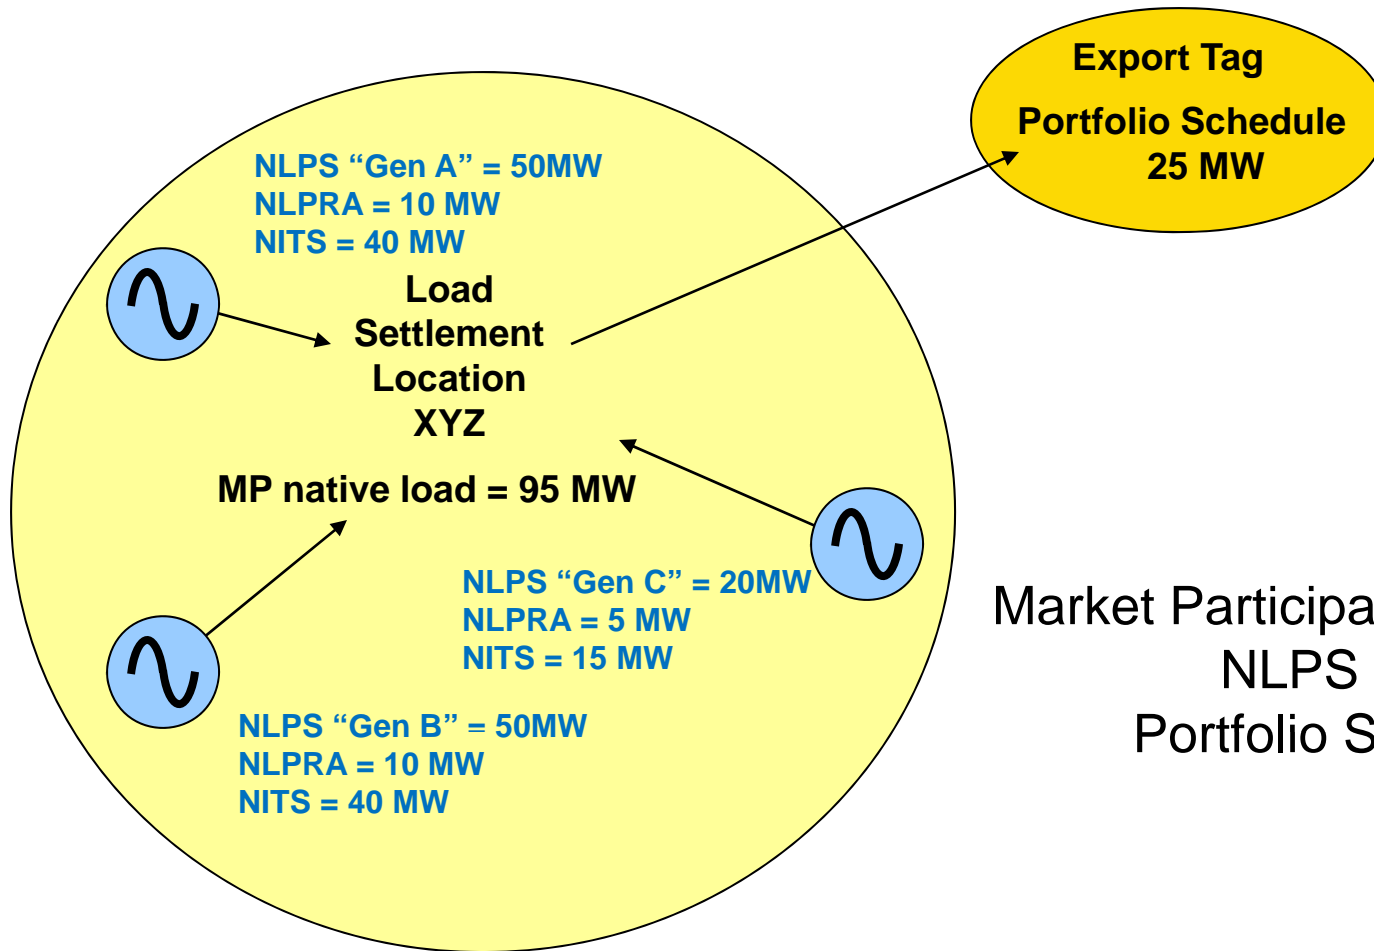 Export Tag
Portfolio Schedule
25 MW
NLPS “Gen A” = 50MW
NLPRA = 10 MW
NITS = 40 MW
Load
Settlement
Location
XYZ
MP native load = 95 MW
NLPS “Gen C” = 20MW
NLPRA = 5 MW
NITS = 15 MW
NLPS “Gen B” = 50MW
NLPRA = 10 MW
NITS = 40 MW
Market
NLPS
Portfolio